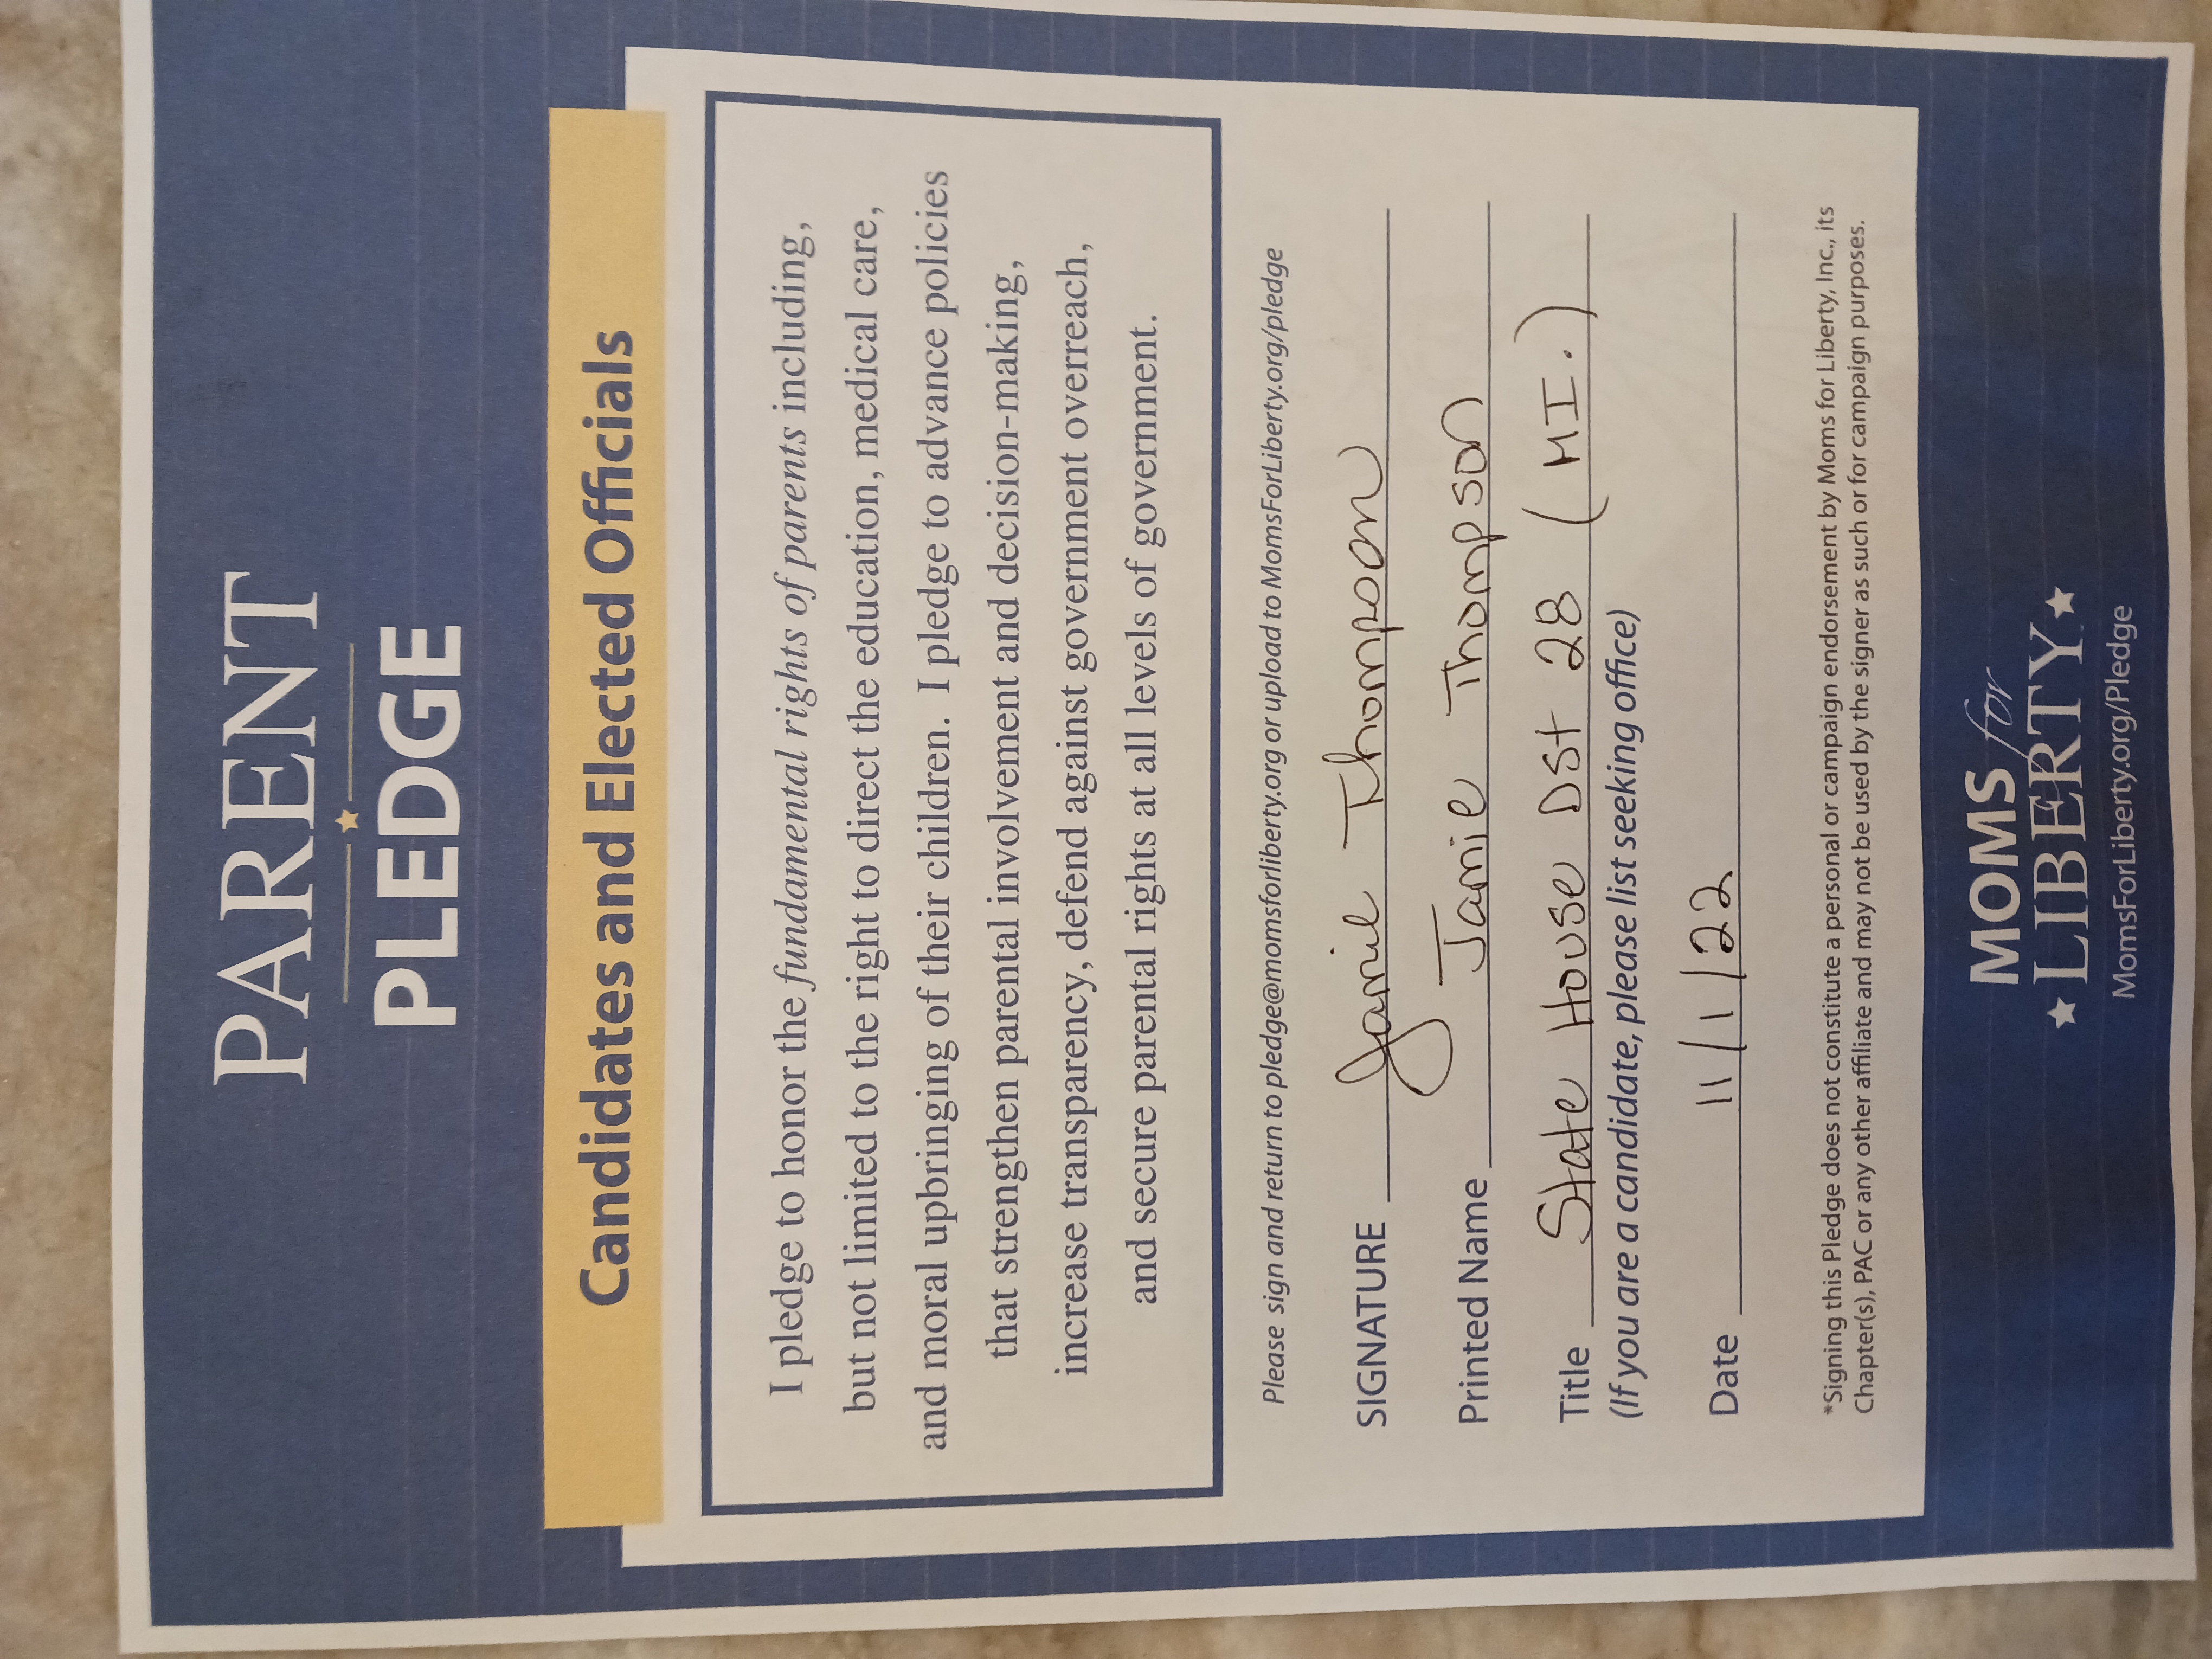 PARENT
PLEDGE
Candidates and Elected Officials
I pledge to honor the fundamental rights of parents including,
but not limited to the right to direct the education, medical care,
and moral upbringing of their children. I pledge to advance policies
that strengthen parental involvement and decision-making,
increase transparency, defend against government overreach,
and secure parental rights at all levels of government.
Please sign and return to pledge@momsforliberty.org or upload to MomsForLiberty.org/pledge
SIGNATURE Jamie Thompson
Printed Name Jamie Thompson
Title State House Dst 28 (MI.)
(If you are a candidate, please list seeking office)
Date 11/1/22
*Signing this Pledge does not constitute a personal or campaign endorsement by Moms for Liberty, Inc., its
Chapter(s), PAC or any other affiliate and may not be used by the signer as such or for campaign purposes.
MOMS for
LIBERTY
MomsForLiberty.org/Pledge